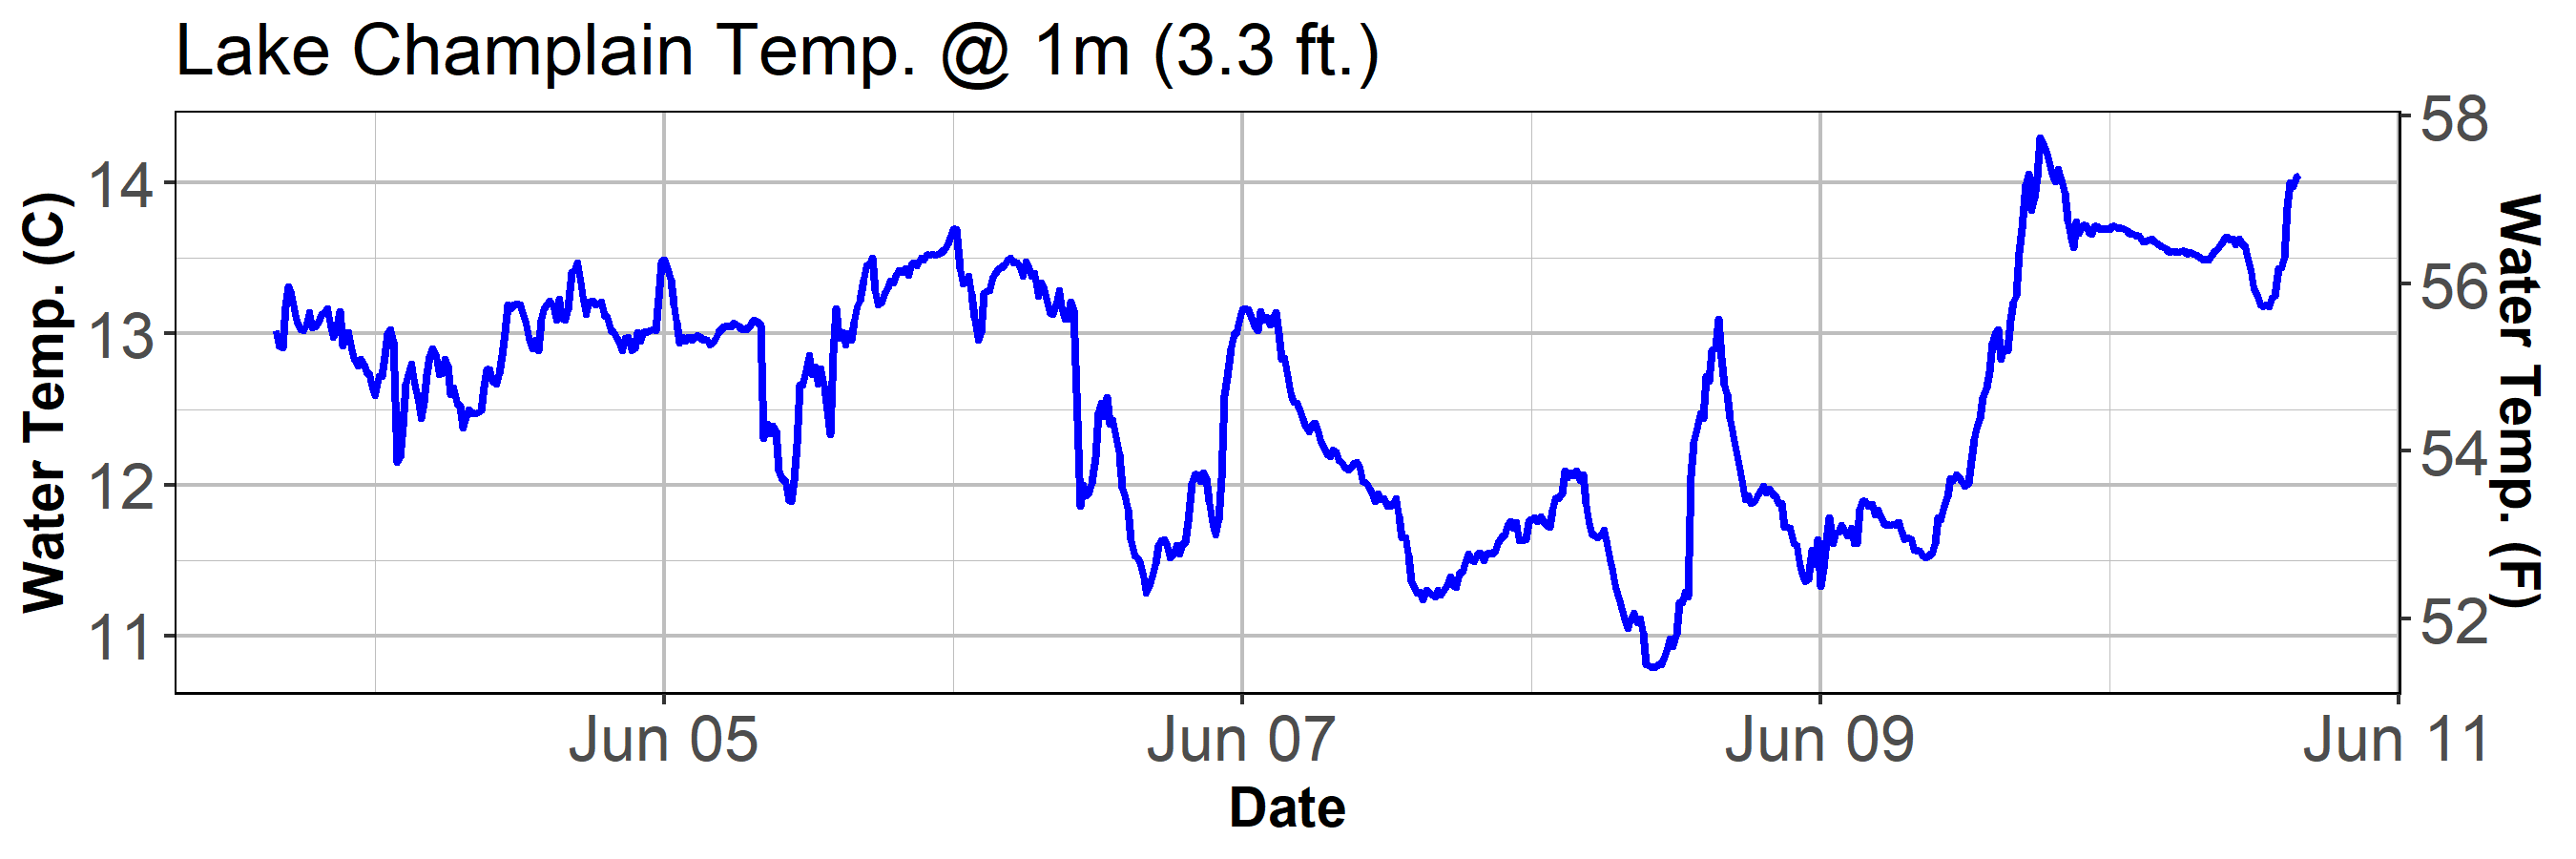 Lake Champlain Temp. @ 1m (3.3 ft.)
Water Temp. (C)
14
13
12
11
58
56
54
52
Water Temp. (F)
Jun 05
Jun 07
Jun 09
Jun 11
Date